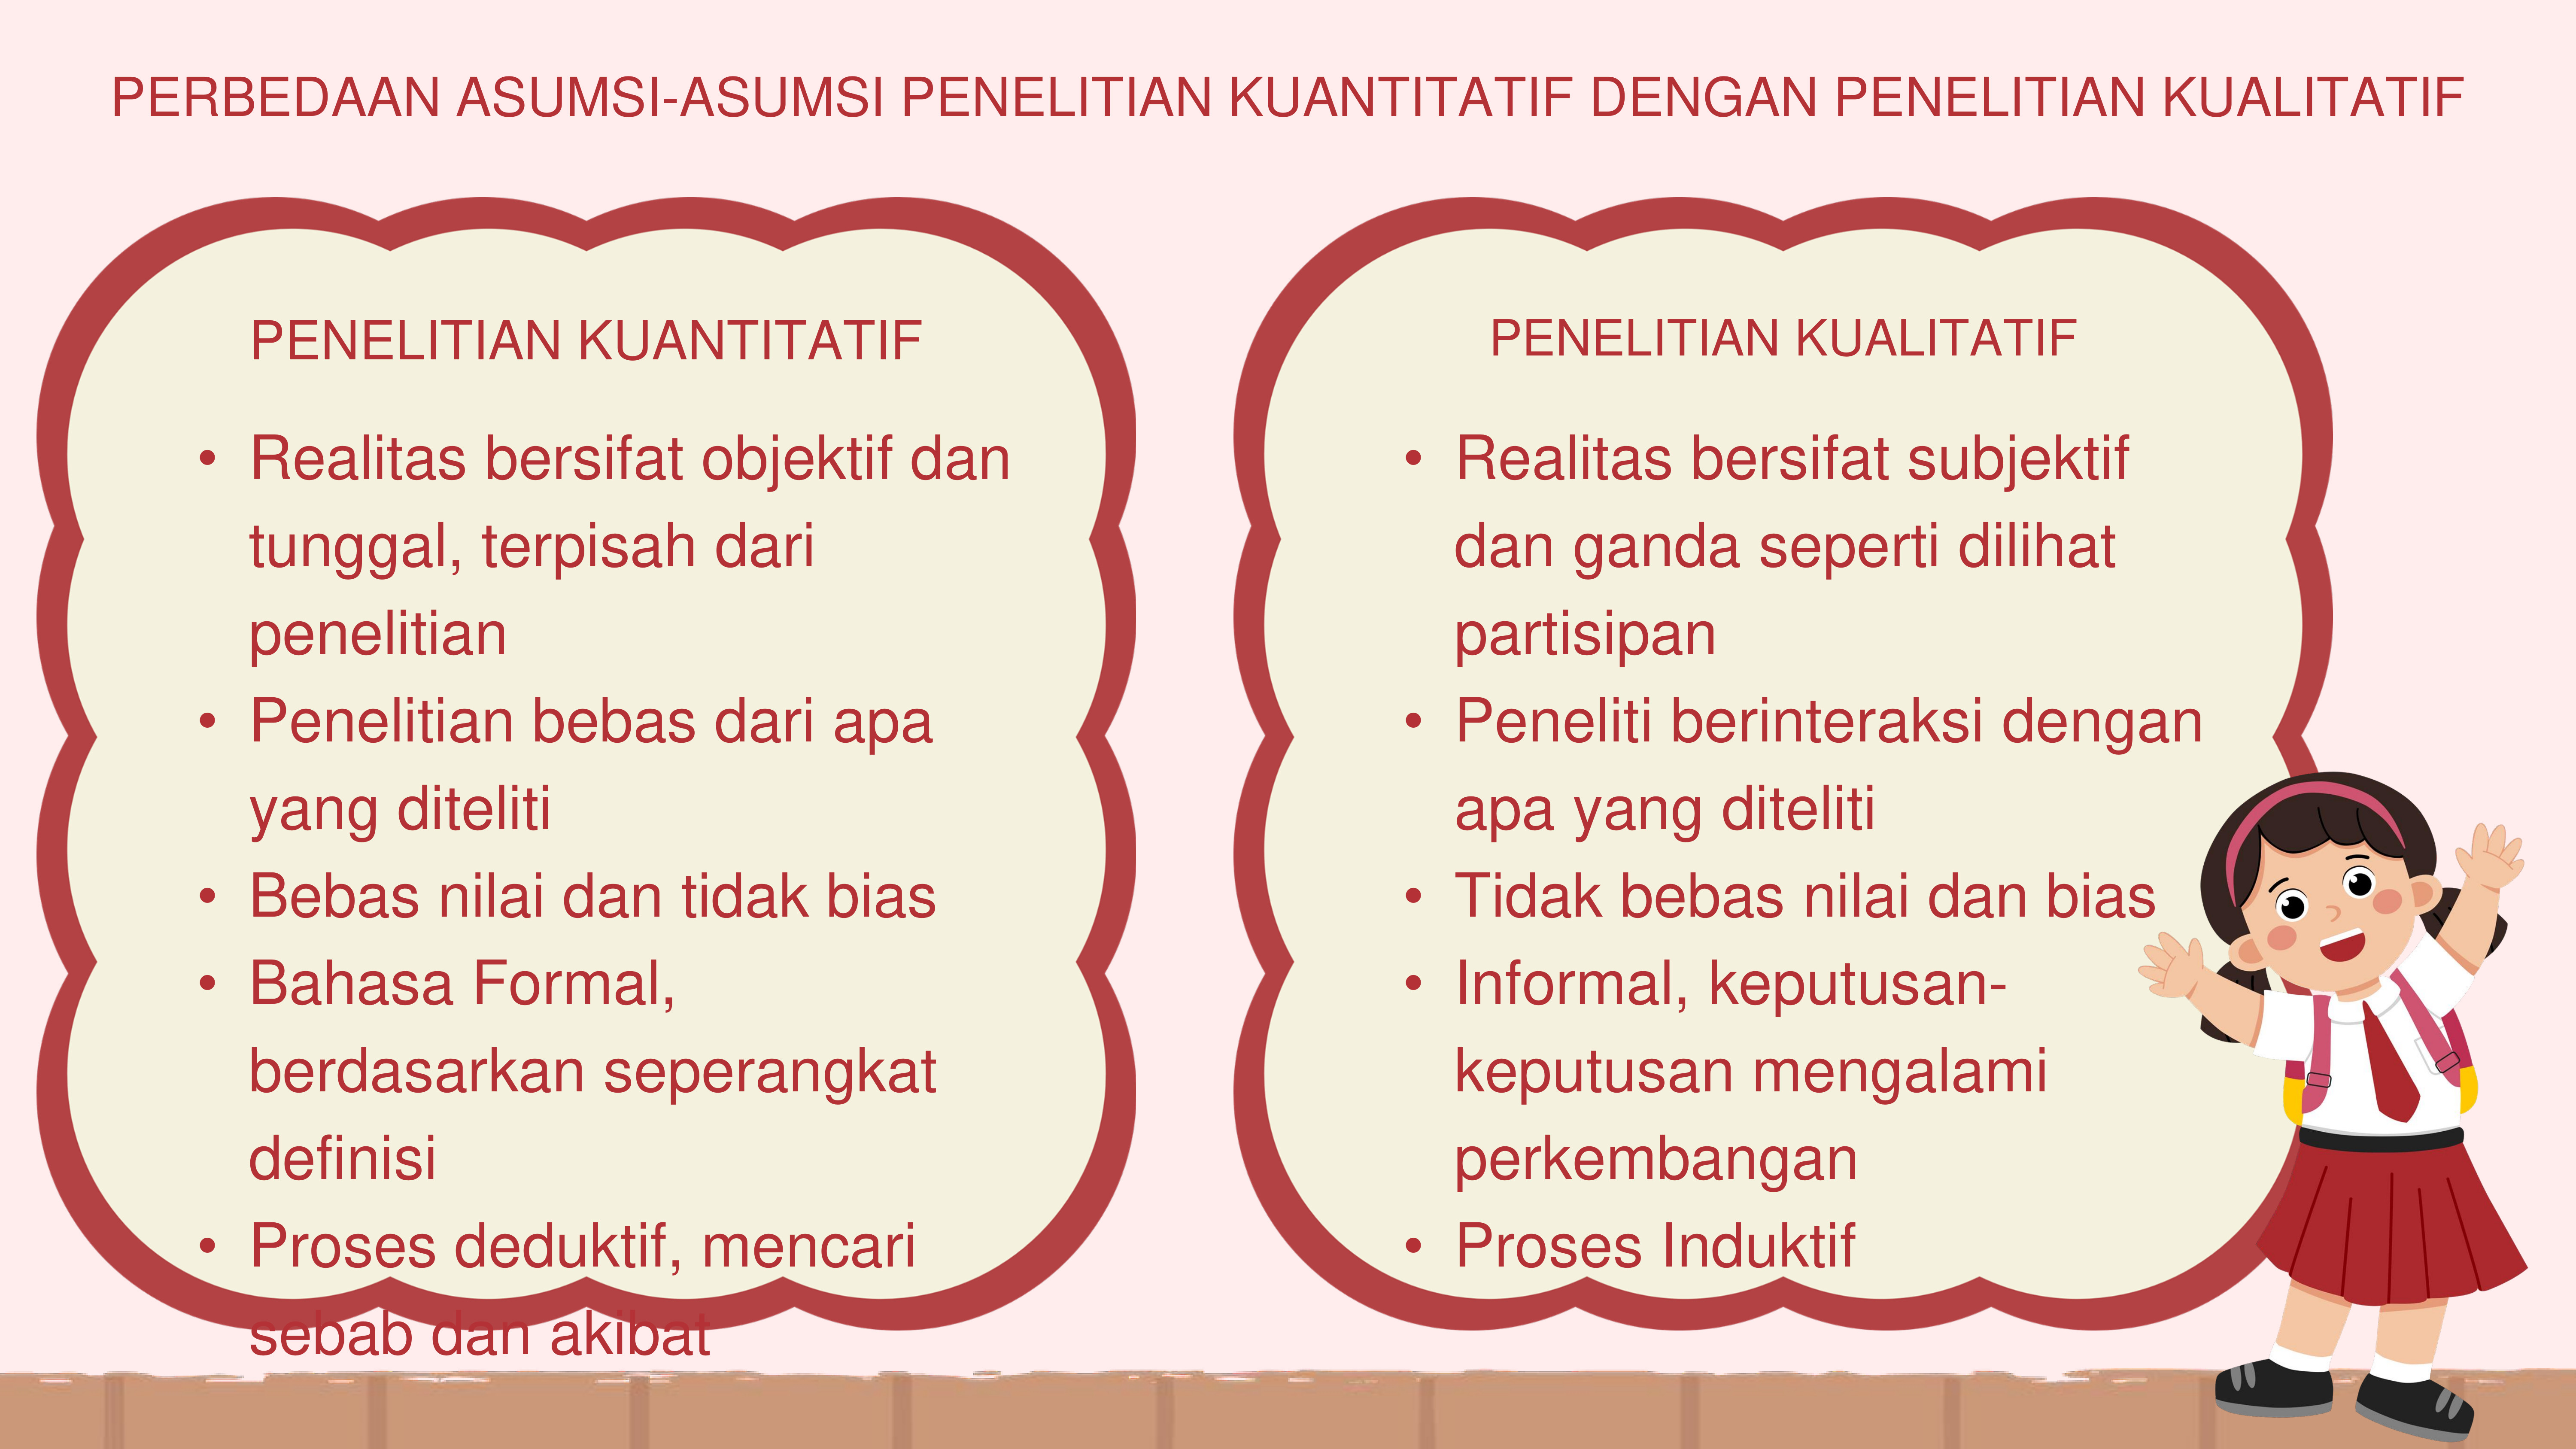 PERBEDAAN ASUMSI-ASUMSI PENELITIAN KUANTITATIF DENGAN PENELITIAN KUALITATIF
PENELITIAN KUANTITATIF
• Realitas bersifat objektif dan
tunggal, terpisah dari
penelitian
• Penelitian bebas dari apa
yang diteliti
• Bebas nilai dan tidak bias
• Bahasa Formal,
berdasarkan seperangkat
definisi
• Proses deduktif, mencari
sebab dan akibat
PENELITIAN KUALITATIF
• Realitas bersifat subjektif
dan ganda seperti dilihat
partisipan
• Peneliti berinteraksi dengan
apa yang diteliti
• Tidak bebas nilai dan bias
• Informal, keputusan-
keputusan mengalami
perkembangan
• Proses Induktif